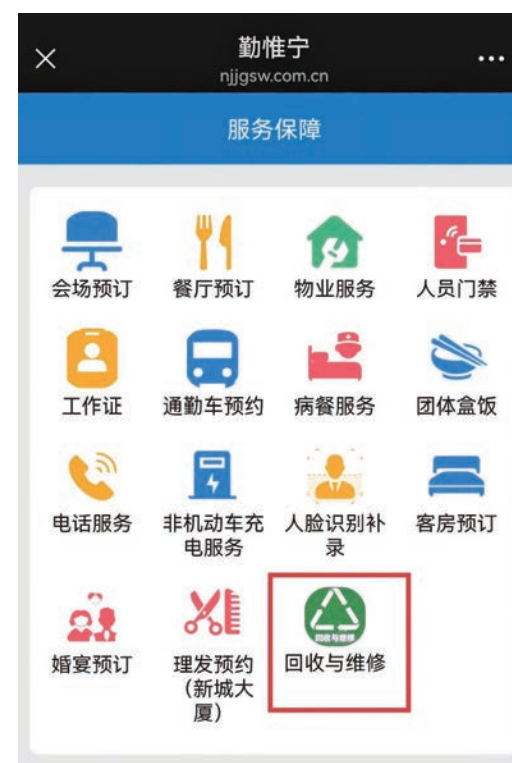 勤惟宁
njjgsw.com.cn
服务保障
会场预订 餐厅预订 物业服务 人员门禁
工作证 通勤车预约 病餐服务 团体盒饭
电话服务 非机动车充 人脸识别补 客房预订
电服务 录
回收与维修
婚宴预订 理发预约 回收与维修
(新城大
厦)